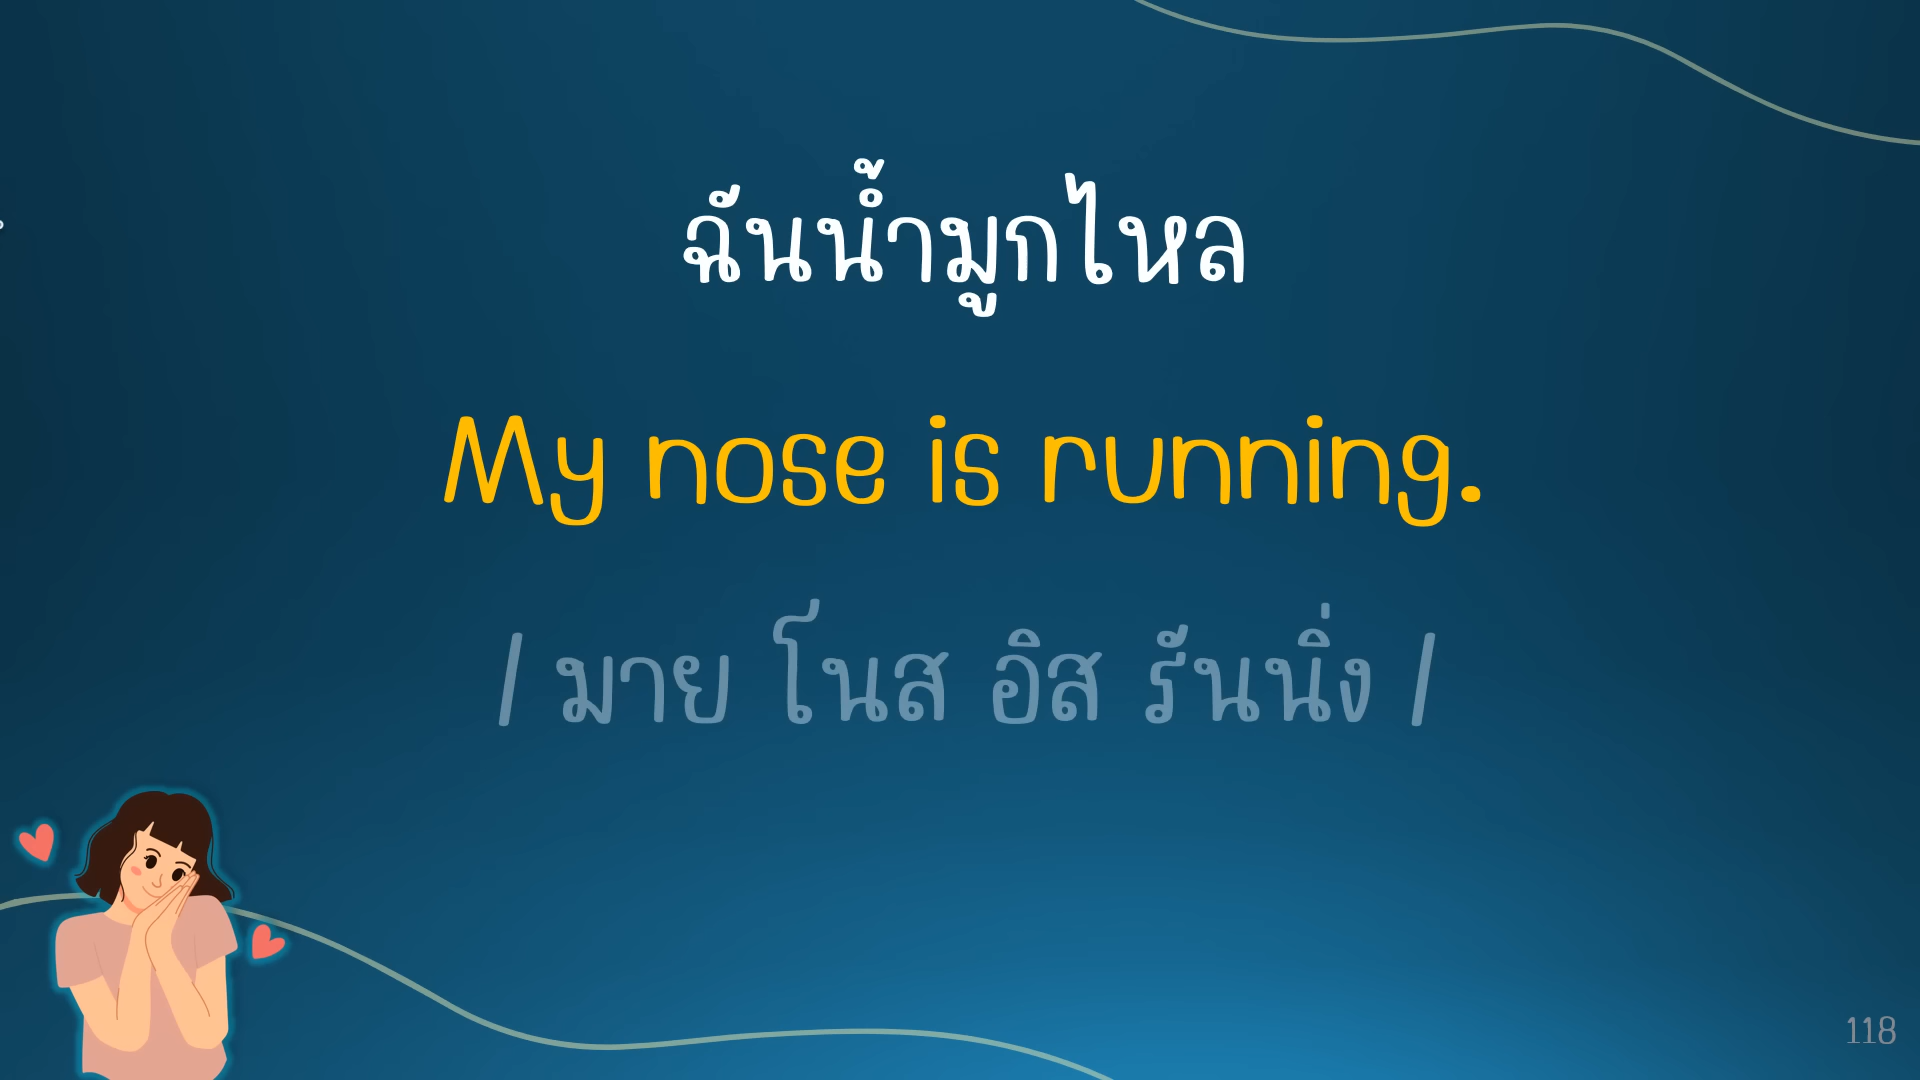 ฉันน้ำมูกไหล
My nose is running.
/ มาย โนส อิส รันนิ่ง /
118